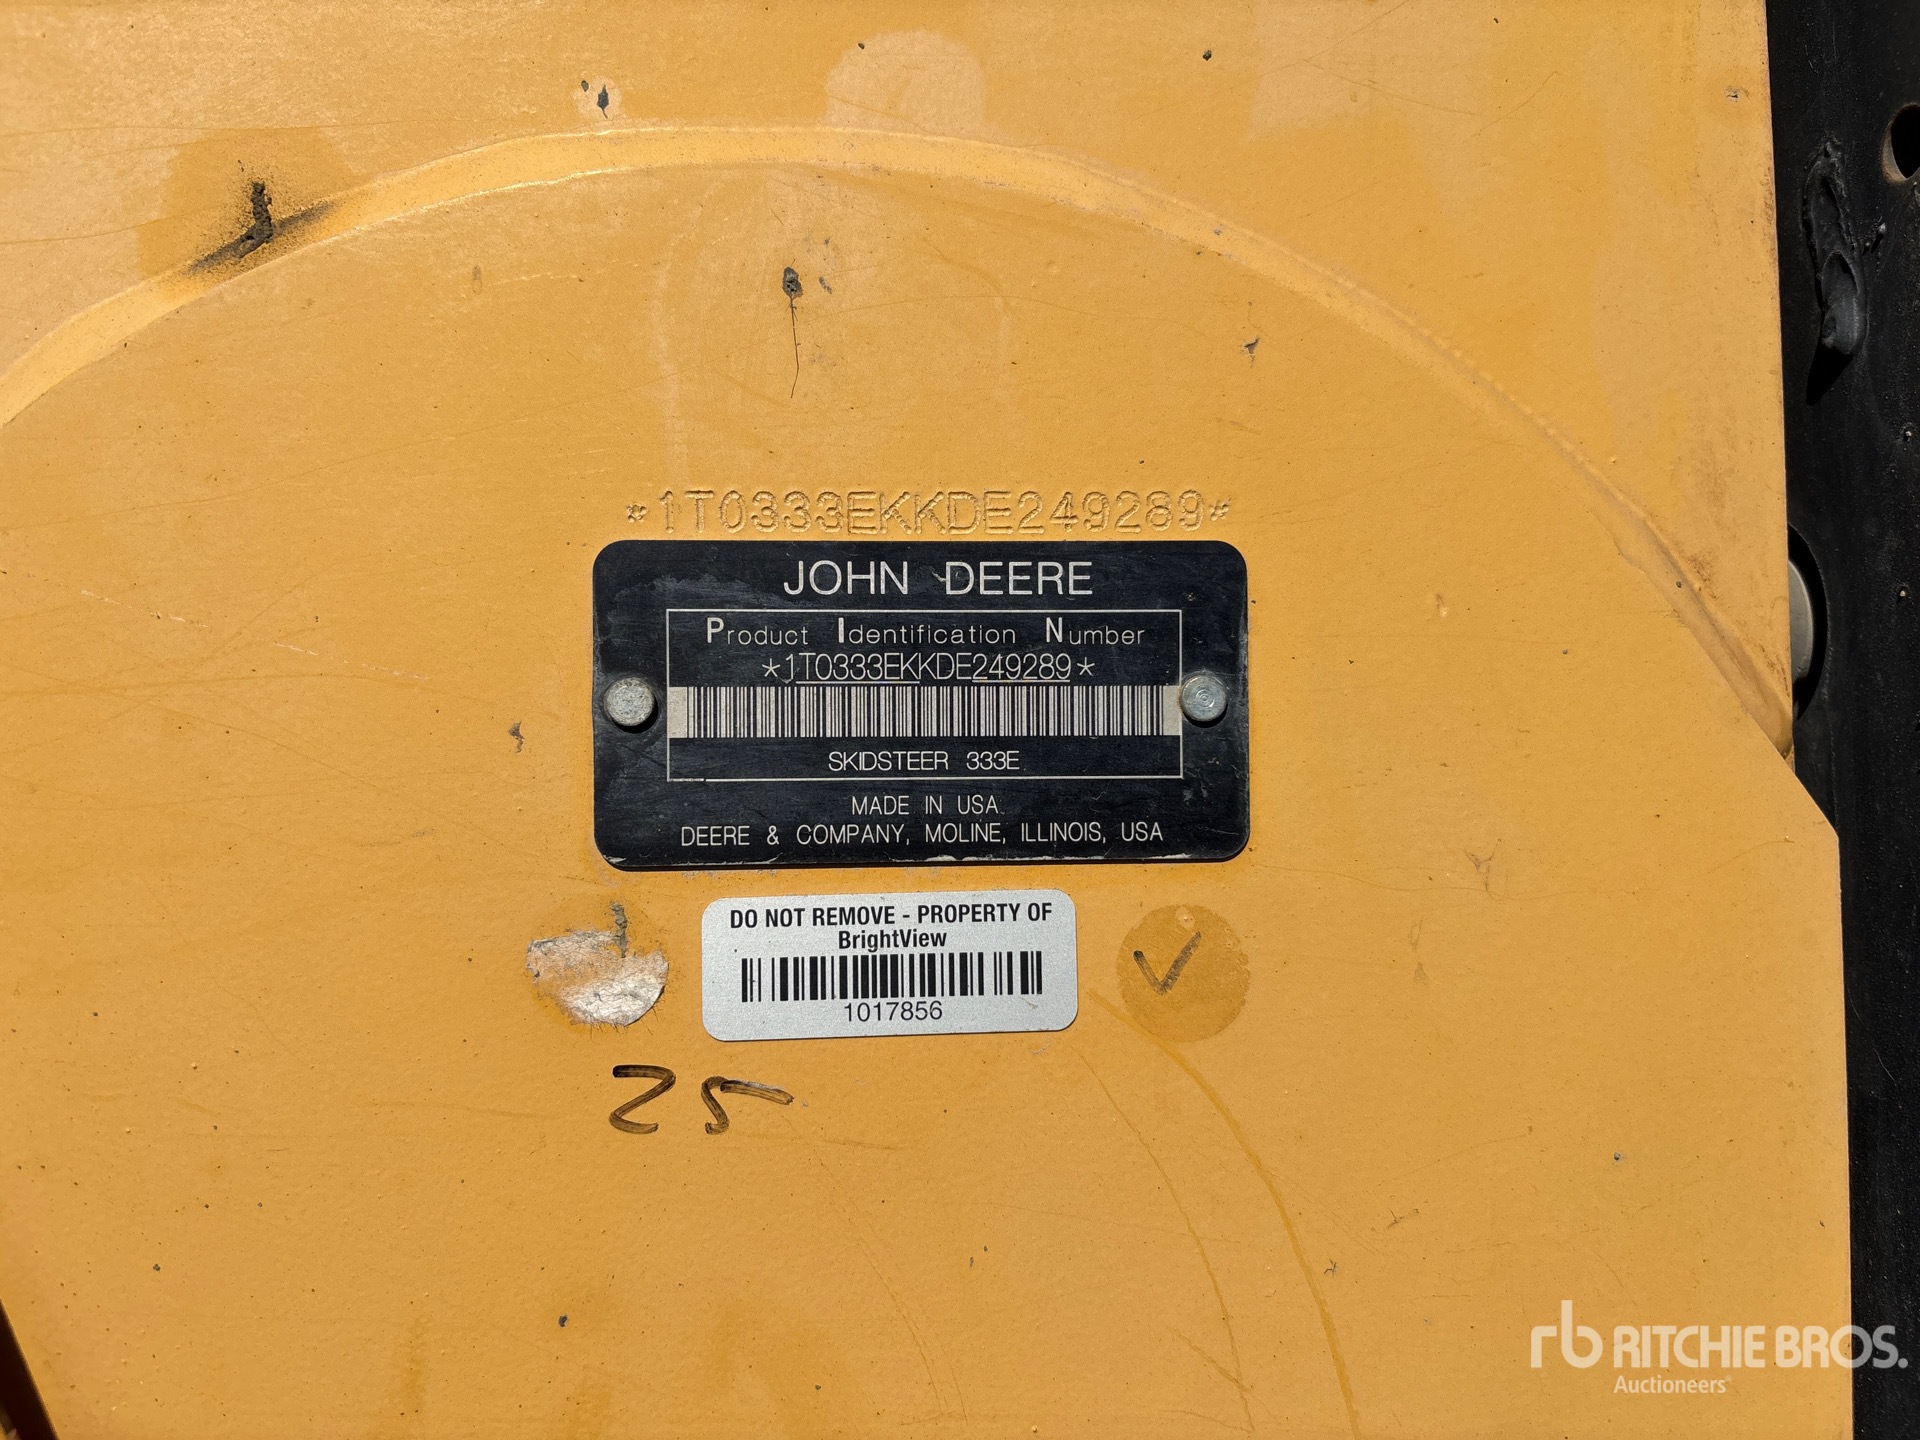 *1T0333EKKDE249289*
JOHN DEERE
Product Identification Number
*1T0333EKKDE249289*
SKIDSTEER 333E
MADE IN USA
DEERE & COMPANY, MOLINE, ILLINOIS, USA
DO NOT REMOVE - PROPERTY OF
BrightView
1017856
25
rb RITCHIE BROS.
Auctioneers